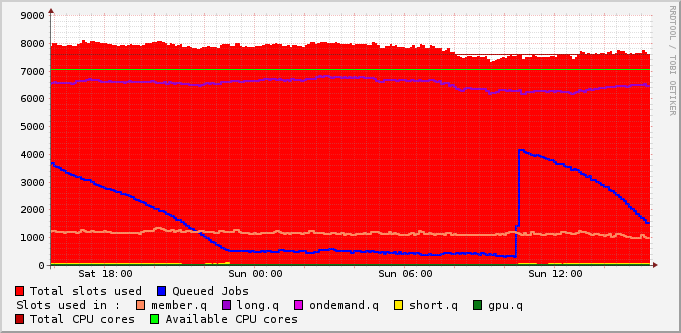 9000
8000
7000
6000
5000
4000
3000
2000
1000
0
Sat 18:00 Sun 00:00 Sun 06:00 Sun 12:00
Total slots used Queued Jobs
Slots used in : member.q long.q ondemand.q short.q gpu.q
Total CPU cores Available CPU cores
RRDTOOL / TOBI OETIKER